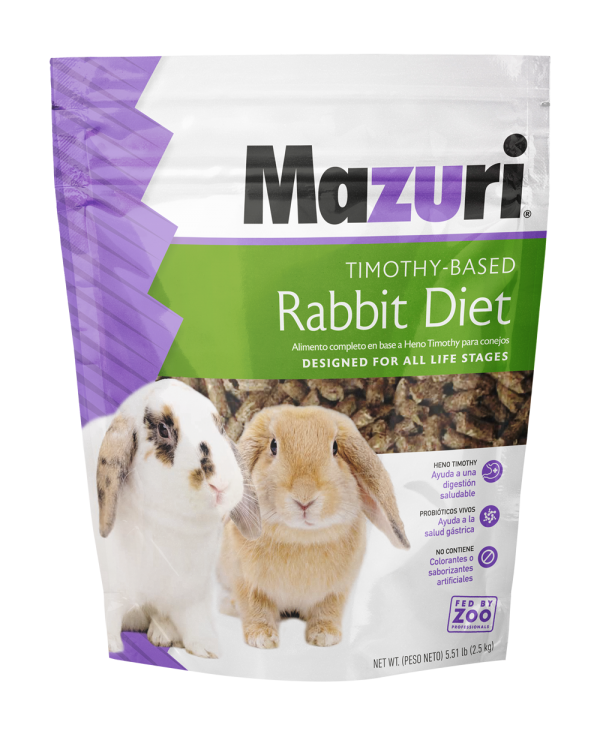 Mazuri®
TIMOTHY-BASED
Rabbit Diet
Alimento completo en base a Heno Timothy para conejos
DESIGNED FOR ALL LIFE STAGES
HENO TIMOTHY
Ayuda a una
digestión
saludable
PROBIÓTICOS VIVOS
Ayuda a la
salud gástrica
NO CONTIENE
Colorantes o
saborizantes
artificiales
FED BY
ZOO
PROFESSIONALS
NET WT. (PESO NETO) 5.51 lb (2.5 kg)